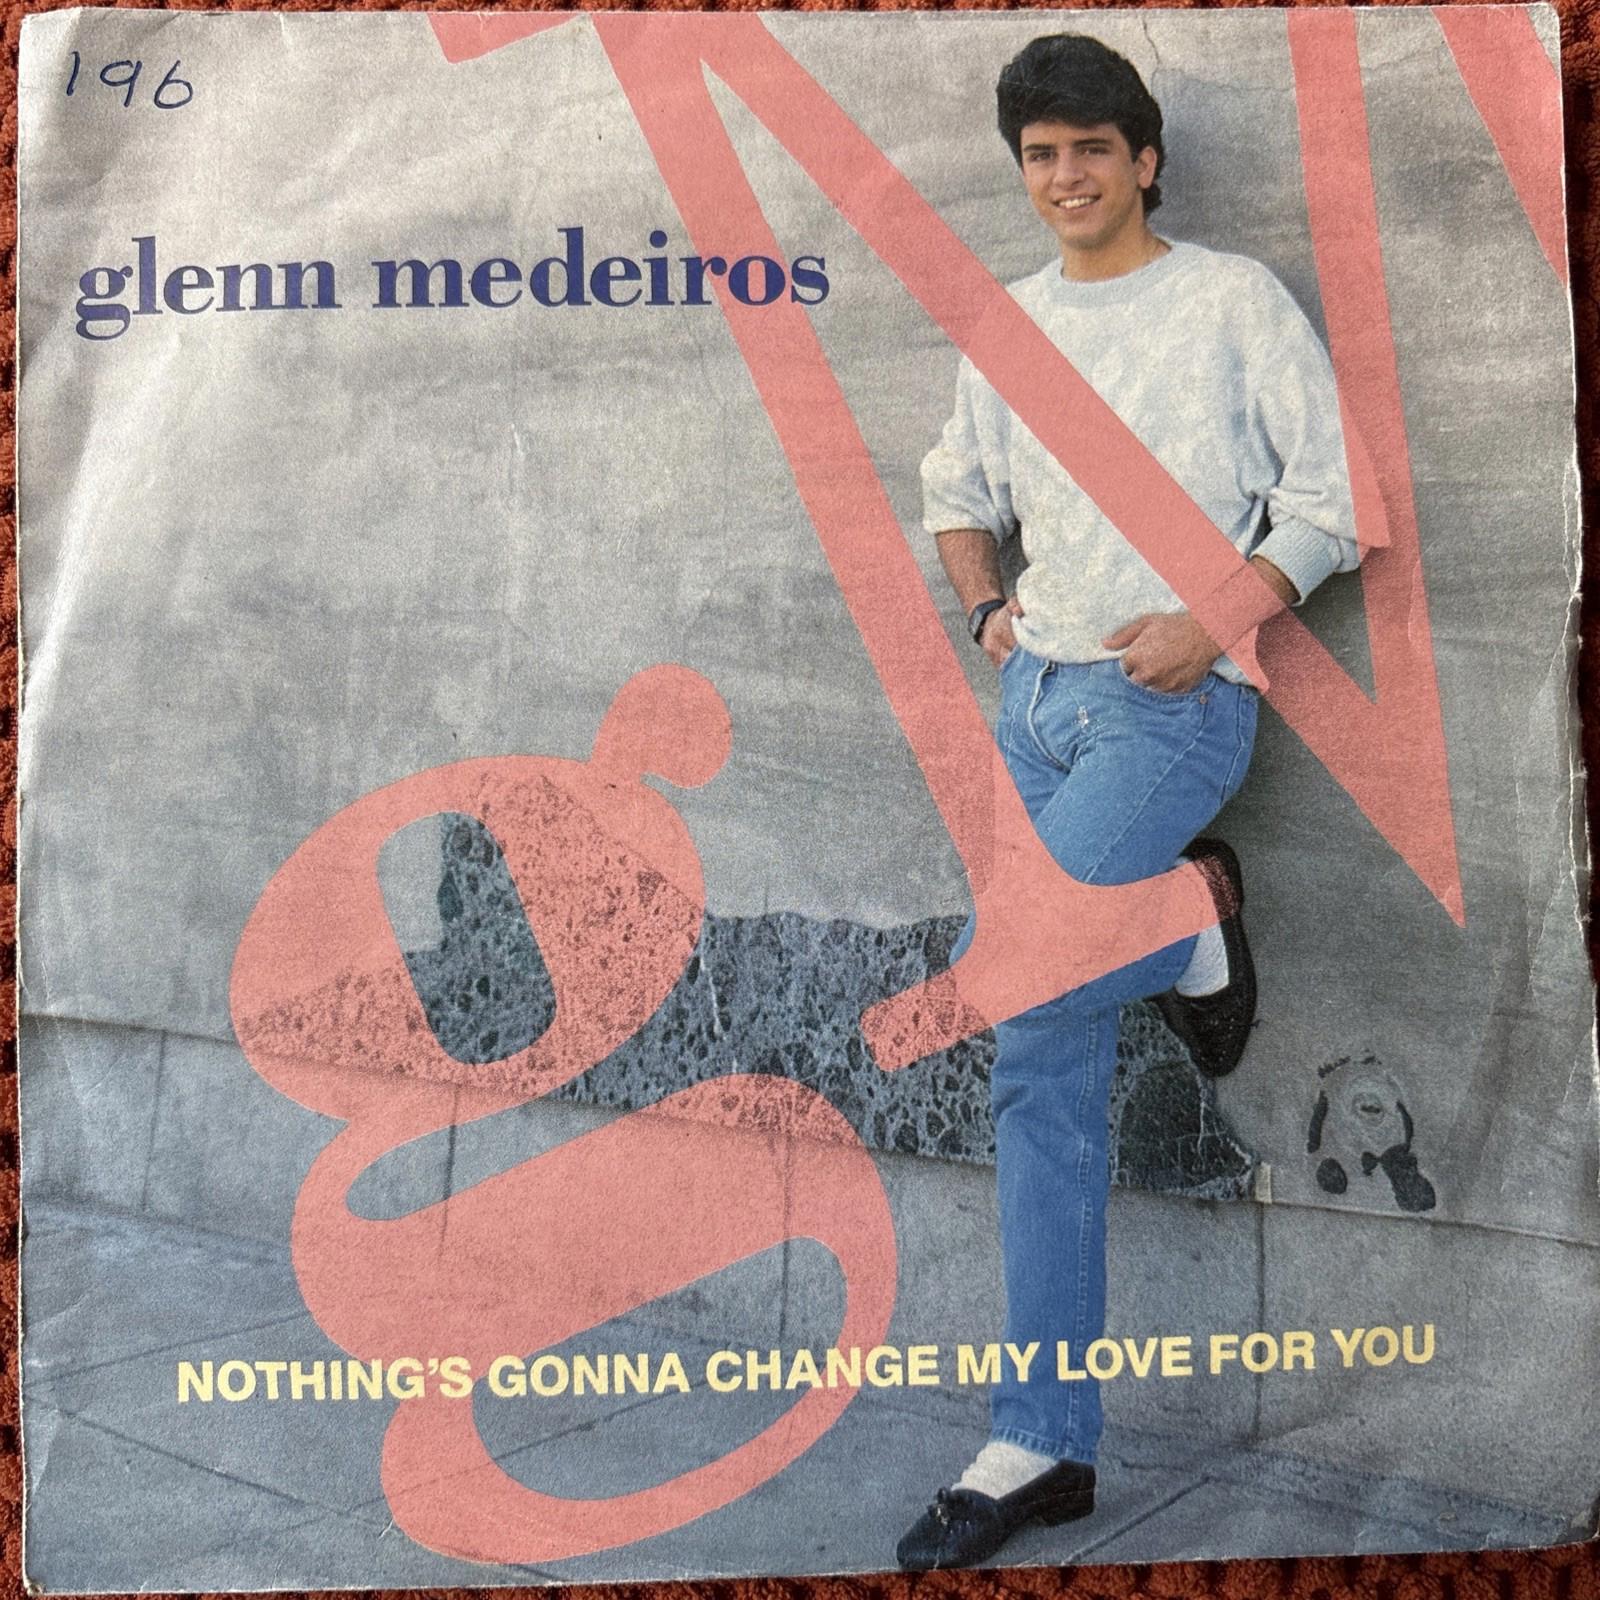 196
glenn medeiros
g M
NOTHING'S GONNA CHANGE MY LOVE FOR YOU